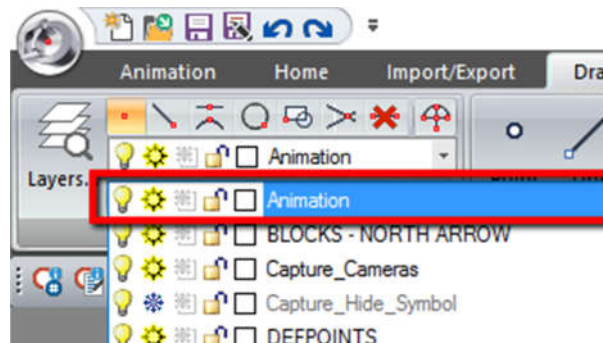 Animation Home Import/Export Dra
Animation
Layers...
Animation
BLOCKS - NORTH ARROW
Capture_Cameras
Capture_Hide_Symbol
DEFPOINTS